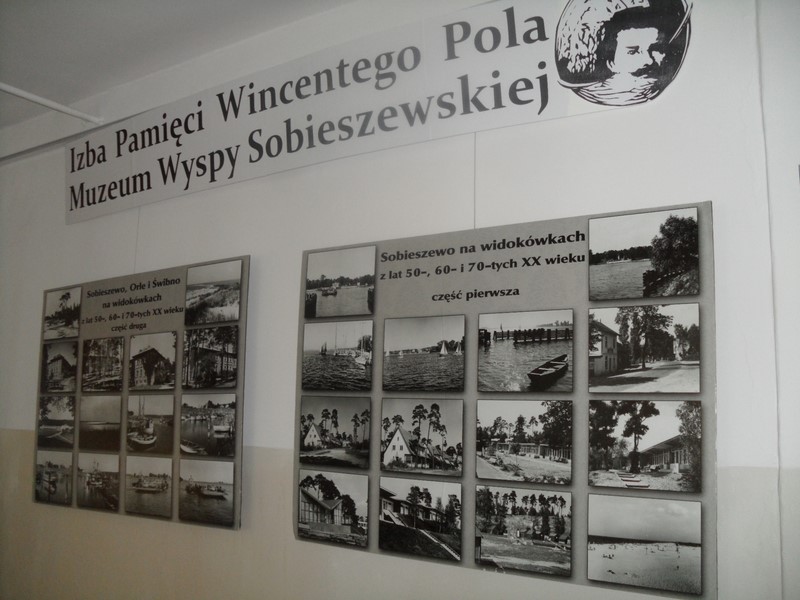 Izba Pamięci Wincentego Pola
Muzeum Wyspy Sobieszewskiej
Sobieszewo, Orle i Świbno
na widokówkach
z lat 50-, 60- i 70-tych XX wieku
część druga
Sobieszewo na widokówkach
z lat 50-, 60- i 70-tych XX wieku
część pierwsza